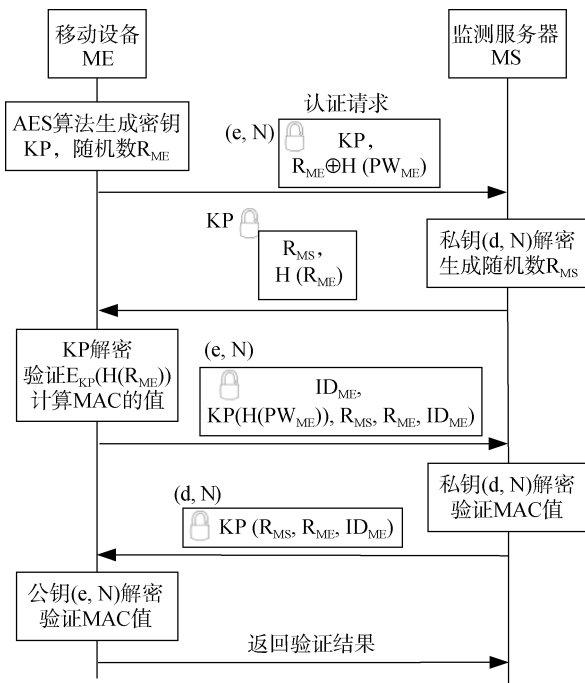 移动设备
ME
监测服务器
MS
AES算法生成密钥
KP，随机数R_ME
认证请求
(e, N)
KP，
R_ME⊕H (PW_ME)
私钥(d, N)解密
生成随机数R_MS
KP
R_MS，
H (R_ME)
KP解密
验证E_KP(H(R_ME))
计算MAC的值
(e, N)
ID_ME,
KP(H(PW_ME)), R_MS, R_ME, ID_ME)
私钥(d, N)解密
验证MAC值
(d, N)
KP (R_MS, R_ME, ID_ME)
公钥(e, N)解密
验证MAC值
返回验证结果